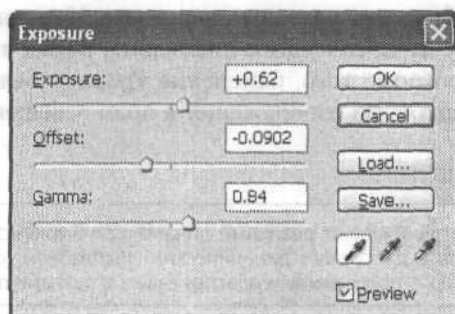 Exposure
Exposure: +0.62
OK
Cancel
Offset: -0.0902
Load...
Gamma: 0.84
Save...
Preview